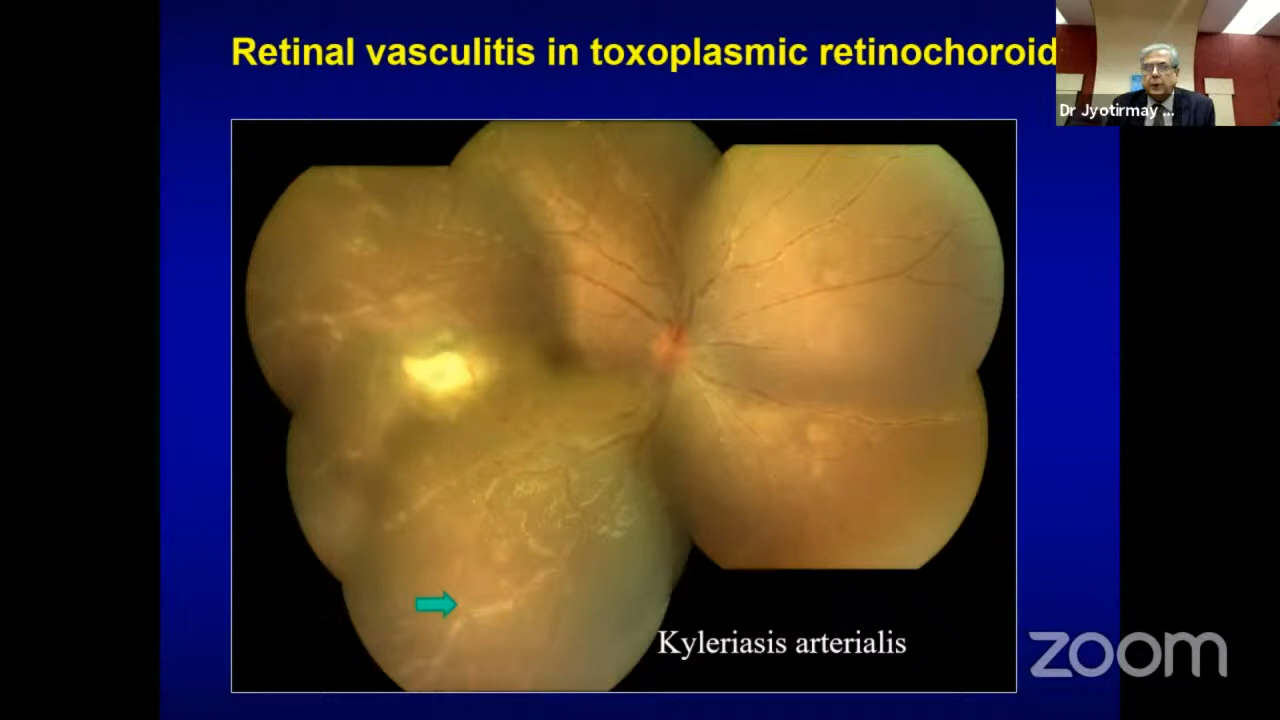 Retinal vasculitis in toxoplasmic retinochoroid
Dr Jyotirmay ...
Kyleriasis arterialis
zoom